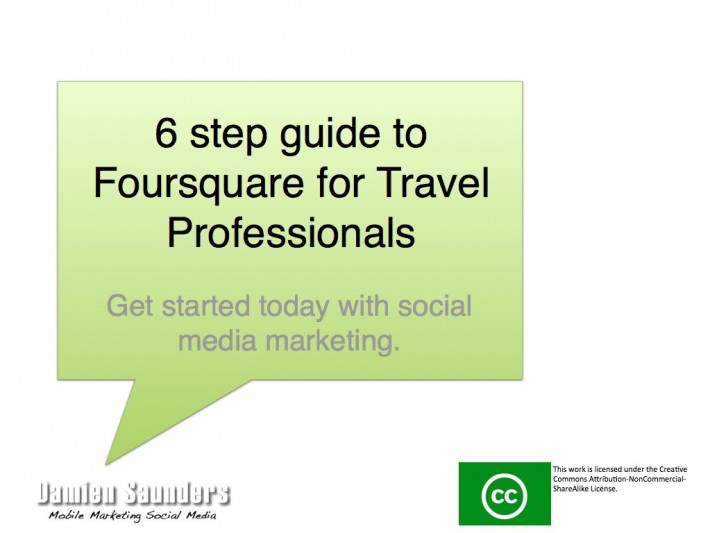 6 step guide to
Foursquare for Travel
Professionals
Get started today with social
media marketing.
Damien Saunders
Mobile Marketing Social Media
cc
This work is licensed under the Creative
Commons Attribution-NonCommercial-
ShareAlike License.